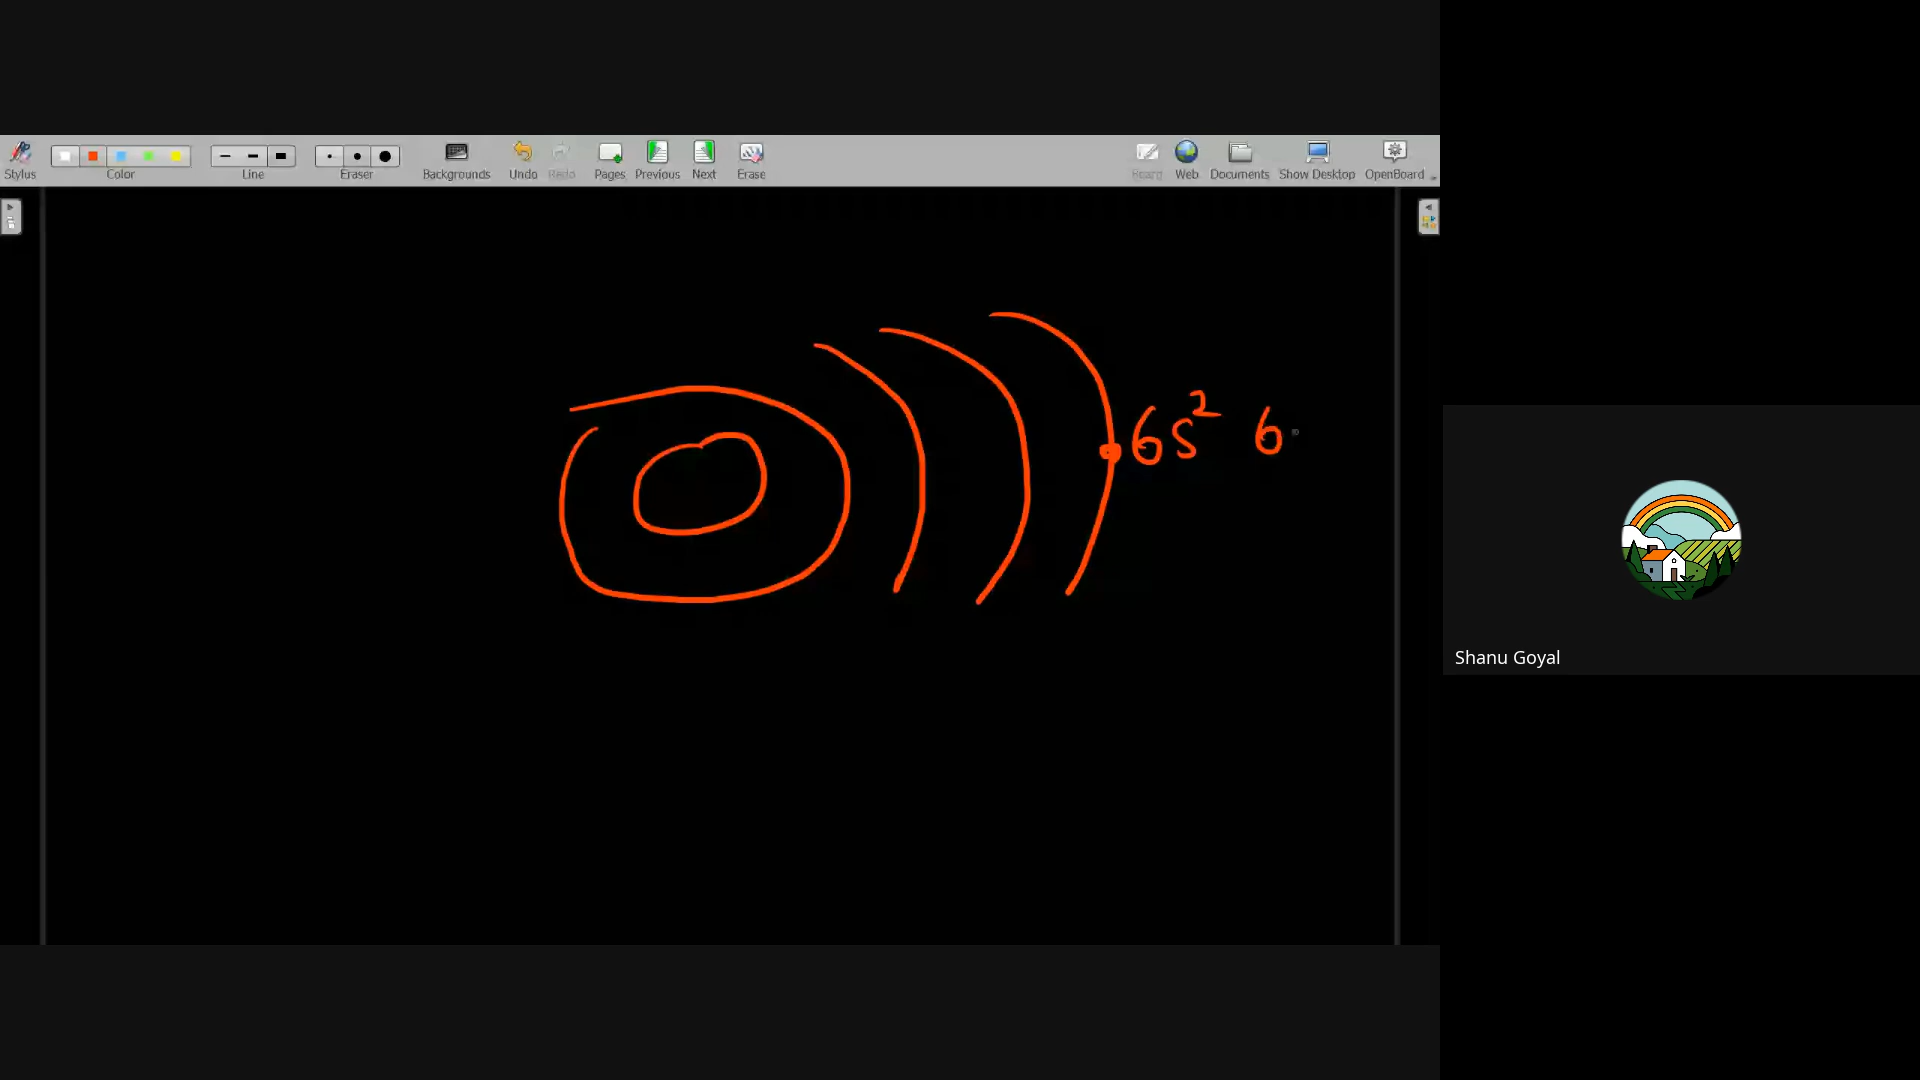 Stylus Color Line Eraser Backgrounds Undo Redo Pages Previous Next Erase Board Web Documents Show Desktop OpenBoard
6s² 6
Shanu Goyal